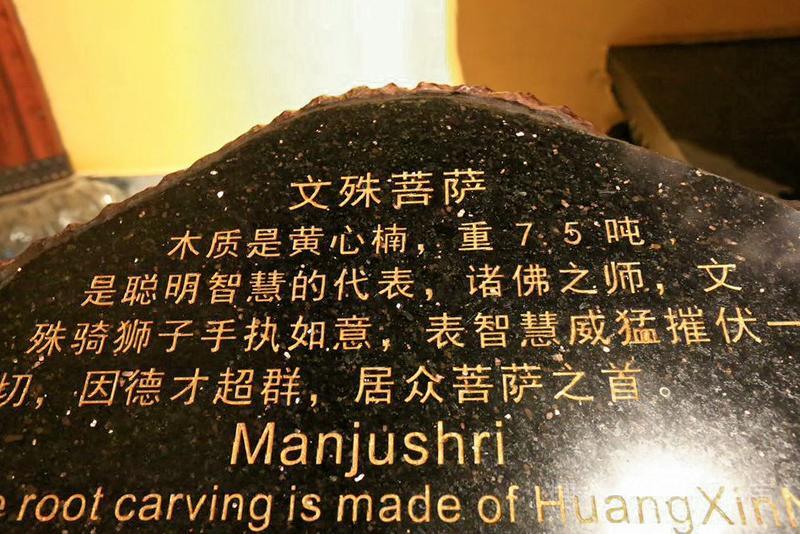 文殊菩萨
木质是黄心楠，重 7.5 吨
是聪明智慧的代表，诸佛之师，文
殊骑狮子手执如意，表智慧威猛摧伏一
切，因德才超群，居众菩萨之首。
Manjushri
root carving is made of HuangXin